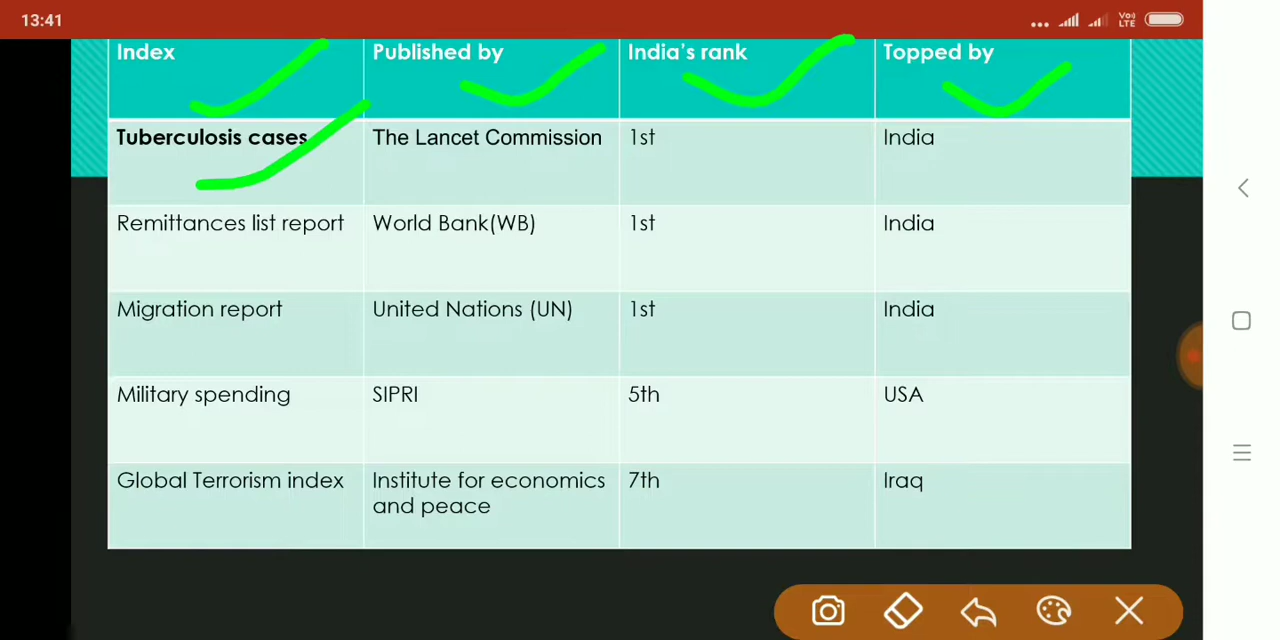 13:41
Vo) LTE
Index Published by India's rank Topped by
Tuberculosis cases The Lancet Commission 1st India
Remittances list report World Bank(WB) 1st India
Migration report United Nations (UN) 1st India
Military spending SIPRI 5th USA
Global Terrorism index Institute for economics and peace 7th Iraq